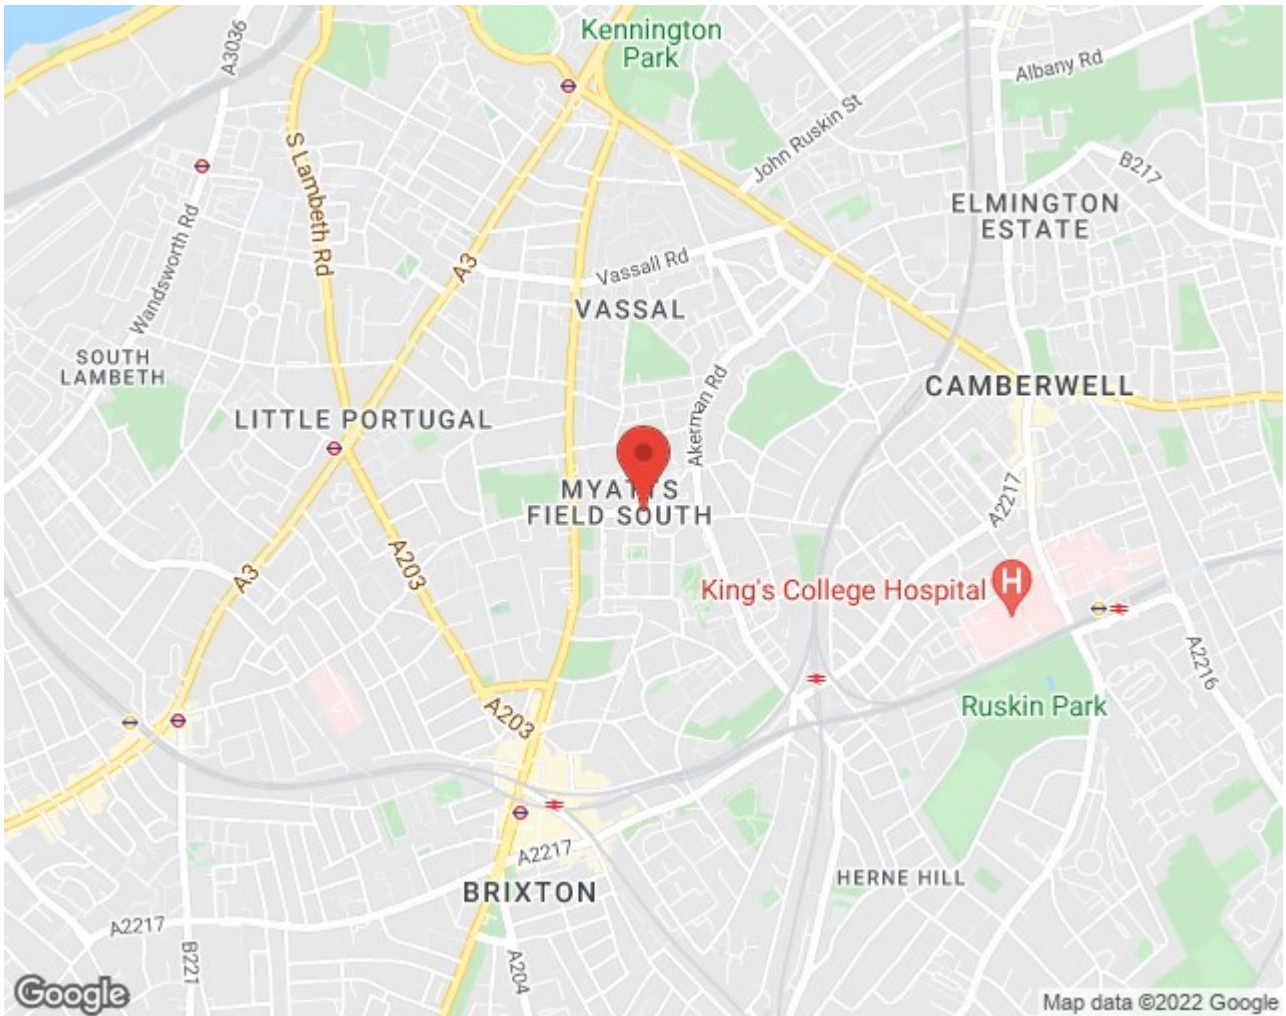 Kennington
Park
A3036
Albany Rd
John Ruskin St
B217
S Lambeth Rd
ELMINGTON
ESTATE
Wandsworth Rd
A3
Vassall Rd
VASSAL
SOUTH
LAMBETH
Akerman Rd
CAMBERWELL
LITTLE PORTUGAL
MYATTS
FIELD SOUTH
A2217
A203
A3
King's College Hospital
H
A2216
A203
Ruskin Park
A2217
HERNE HILL
BRIXTON
A2217
B221
A204
Google
Map data ©2022 Google